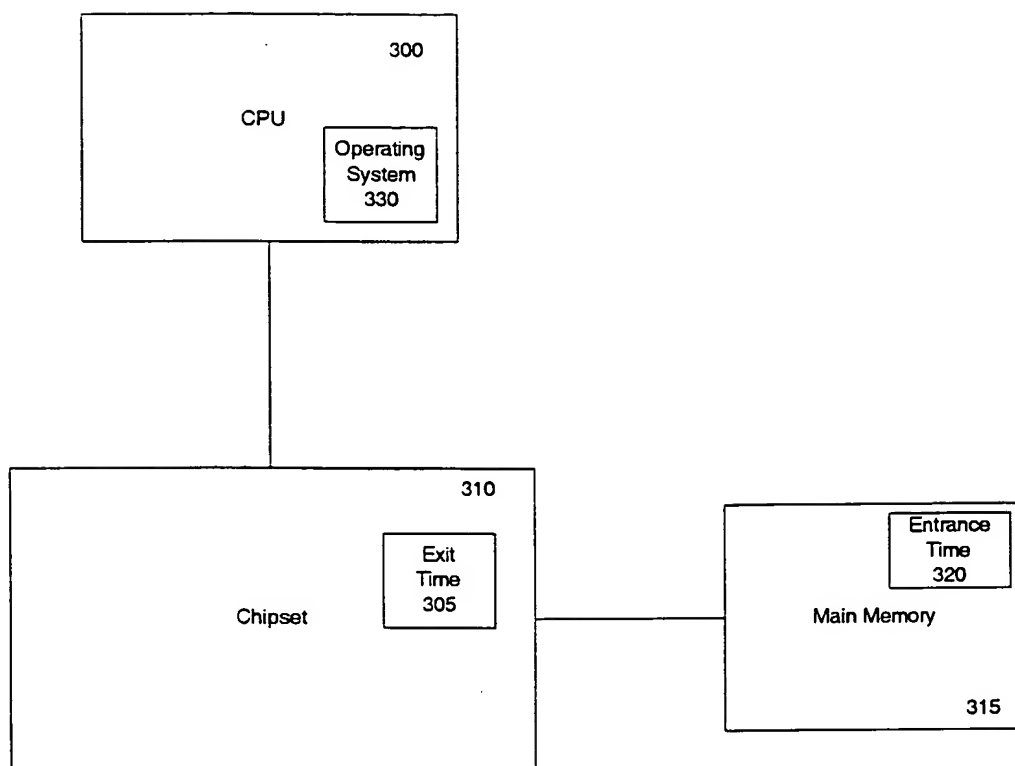 300
CPU
Operating
System
330
310
Exit
Time
305
Chipset
Entrance
Time
320
Main Memory
315